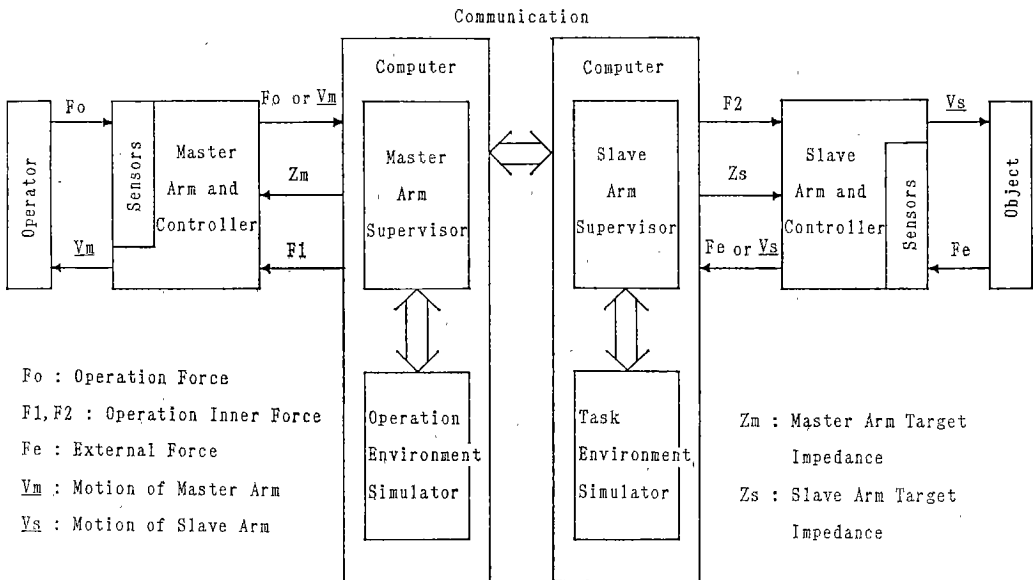 Communication
Computer
Computer
Operator
Fo
Vm
Sensors
Master
Arm and
Controller
Fo or Vm
Zm
F1
Master
Arm
Supervisor
Slave
Arm
Supervisor
F2
Zs
Fe or Vs
Slave
Arm and
Controller
Sensors
Vs
Fe
Object
Operation
Environment
Simulator
Task
Environment
Simulator
Fo : Operation Force
F1,F2 : Operation Inner Force
Fe : External Force
Vm : Motion of Master Arm
Vs : Motion of Slave Arm
Zm : Master Arm Target
Impedance
Zs : Slave Arm Target
Impedance